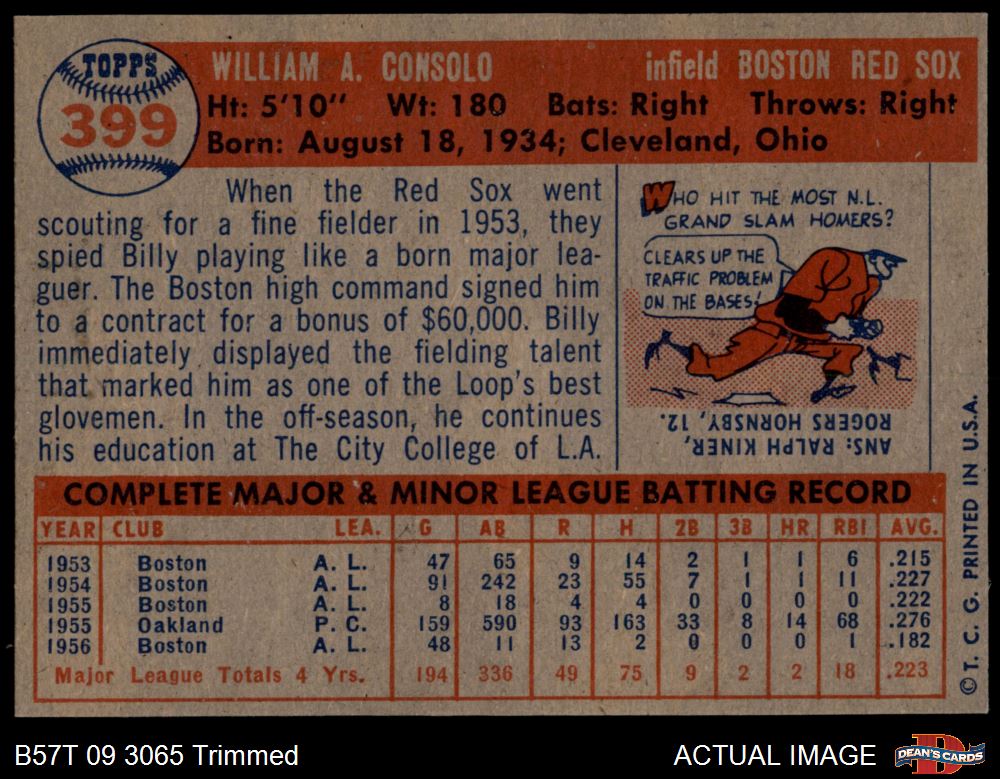 TOPPS
399
WILLIAM A. CONSOLO infield BOSTON RED SOX
Ht: 5'10" Wt: 180 Bats: Right Throws: Right
Born: August 18, 1934; Cleveland, Ohio
When the Red Sox went
scouting for a fine fielder in 1953, they
spied Billy playing like a born major lea-
guer. The Boston high command signed him
to a contract for a bonus of $60,000. Billy
immediately displayed the fielding talent
that marked him as one of the Loop's best
glovemen. In the off-season, he continues
his education at The City College of L.A.
WHO HIT THE MOST N.L.
GRAND SLAM HOMERS?
CLEARS UP THE
TRAFFIC PROBLEM
ON THE BASES!
ANS: RALPH KINER,
ROGERS HORNSBY, 12.
COMPLETE MAJOR & MINOR LEAGUE BATTING RECORD
YEAR CLUB LEA. G AB R H 2B 3B HR RBI AVG.
1953 Boston A. L. 47 65 9 14 2 1 1 6 .215
1954 Boston A. L. 91 242 23 55 7 1 1 11 .227
1955 Boston A. L. 8 18 4 4 0 0 0 0 .222
1955 Oakland P. C. 159 590 93 163 33 8 14 68 .276
1956 Boston A. L. 48 11 13 2 0 0 0 1 .182
Major League Totals 4 Yrs. 194 336 49 75 9 2 2 18 .223
© T. C. G. PRINTED IN U.S.A.
B57T 09 3065 Trimmed
ACTUAL IMAGE
D
DEAN'S CARDS